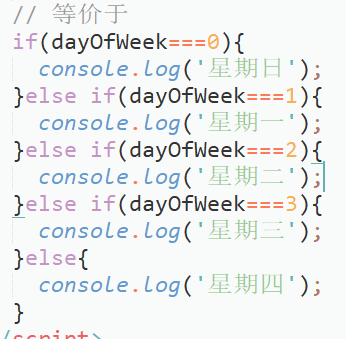 // 等价于
if(dayOfWeek===0){
console.log('星期日');
}else if(dayOfWeek===1){
console.log('星期一');
}else if(dayOfWeek===2){
console.log('星期二');
}else if(dayOfWeek===3){
console.log('星期三');
}else{
console.log('星期四');
}
/script>